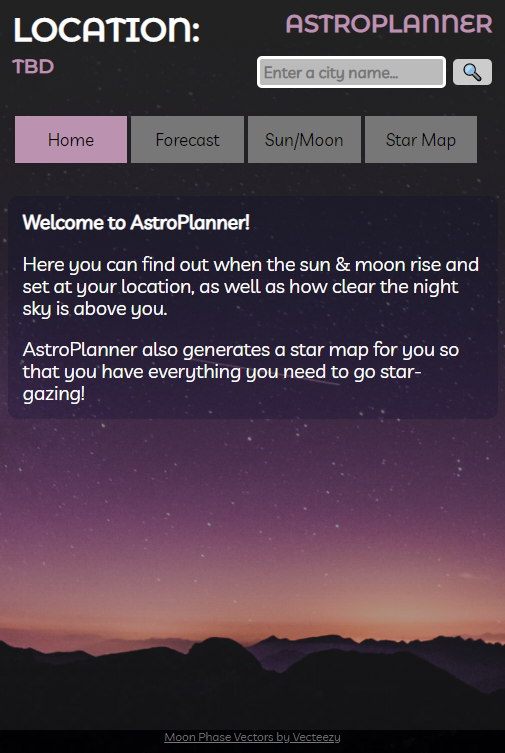 LOCATION:
ASTROPLANNER
TBD
Enter a city name...
Home
Forecast
Sun/Moon
Star Map
Welcome to AstroPlanner!
Here you can find out when the sun & moon rise and
set at your location, as well as how clear the night
sky is above you.
AstroPlanner also generates a star map for you so
that you have everything you need to go star-
gazing!
Moon Phase Vectors by Vecteezy